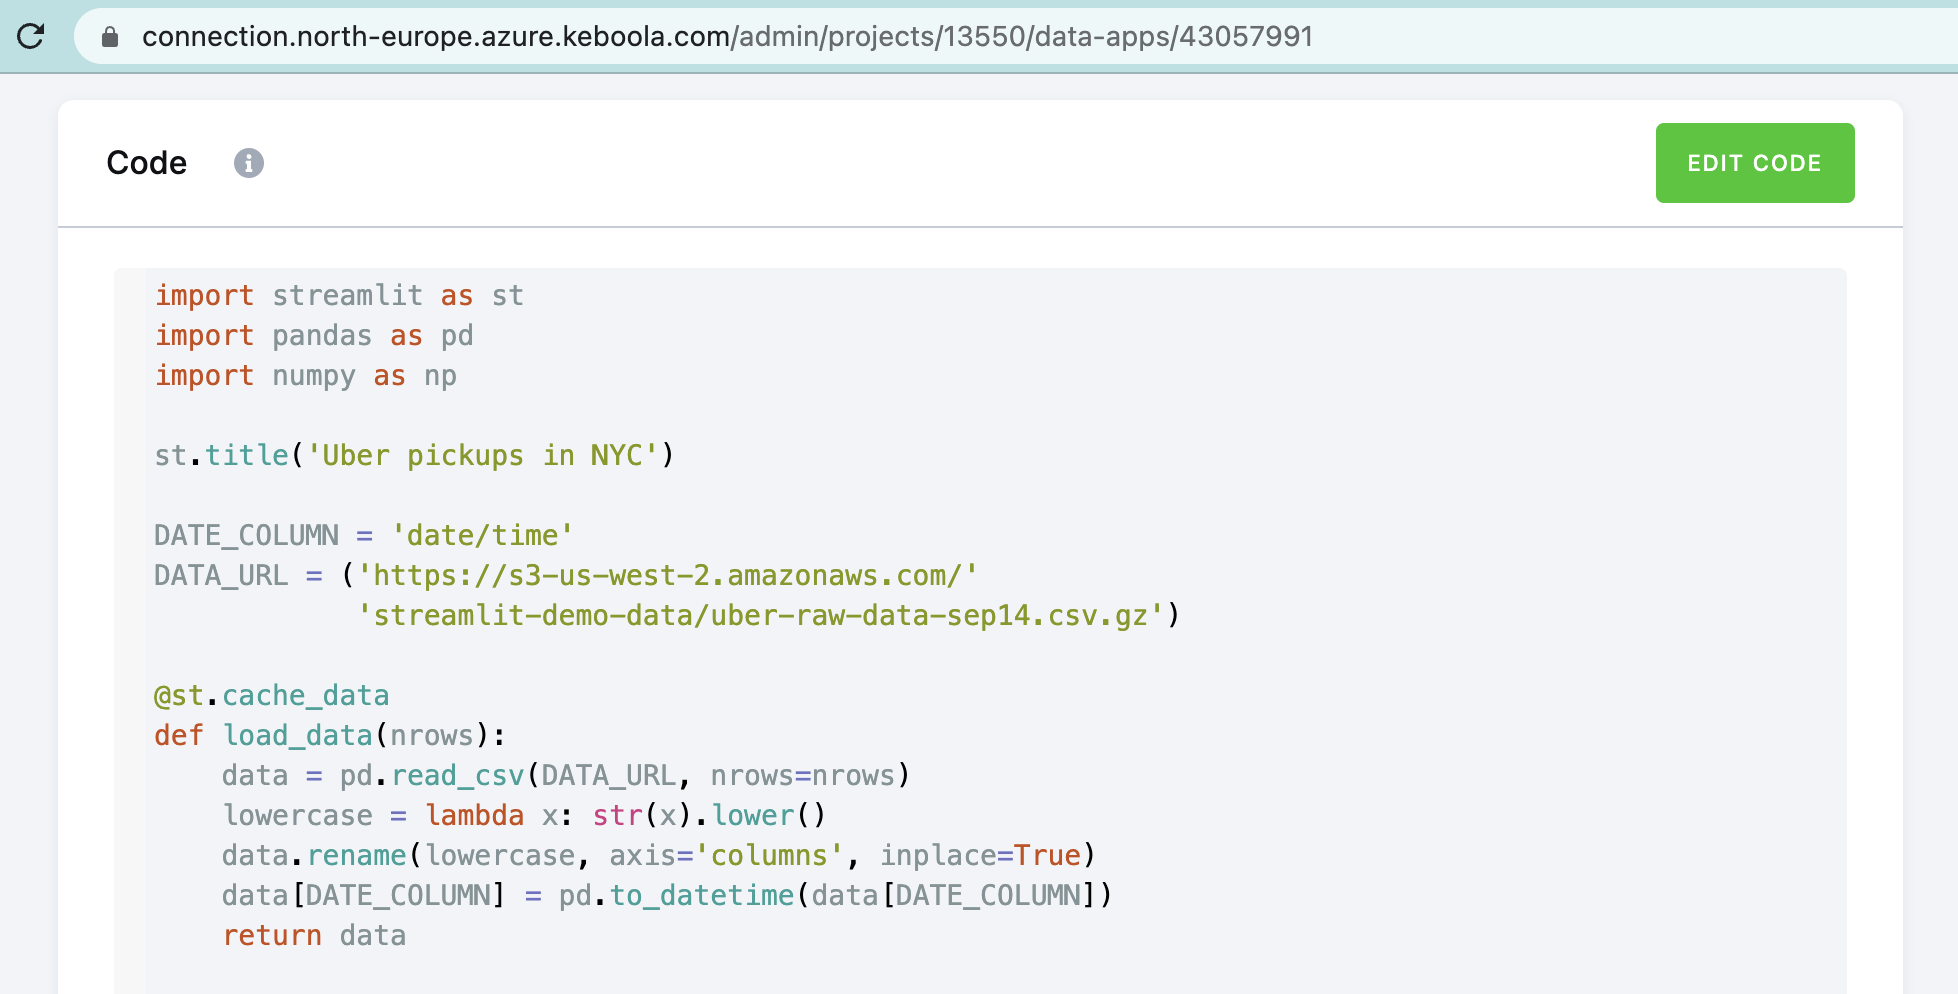 connection.north-europe.azure.keboola.com/admin/projects/13550/data-apps/43057991
Code
EDIT CODE
import streamlit as st
import pandas as pd
import numpy as np
st.title('Uber pickups in NYC')
DATE_COLUMN = 'date/time'
DATA_URL = ('https://s3-us-west-2.amazonaws.com/'
            'streamlit-demo-data/uber-raw-data-sep14.csv.gz')
@st.cache_data
def load_data(nrows):
    data = pd.read_csv(DATA_URL, nrows=nrows)
    lowercase = lambda x: str(x).lower()
    data.rename(lowercase, axis='columns', inplace=True)
    data[DATE_COLUMN] = pd.to_datetime(data[DATE_COLUMN])
    return data